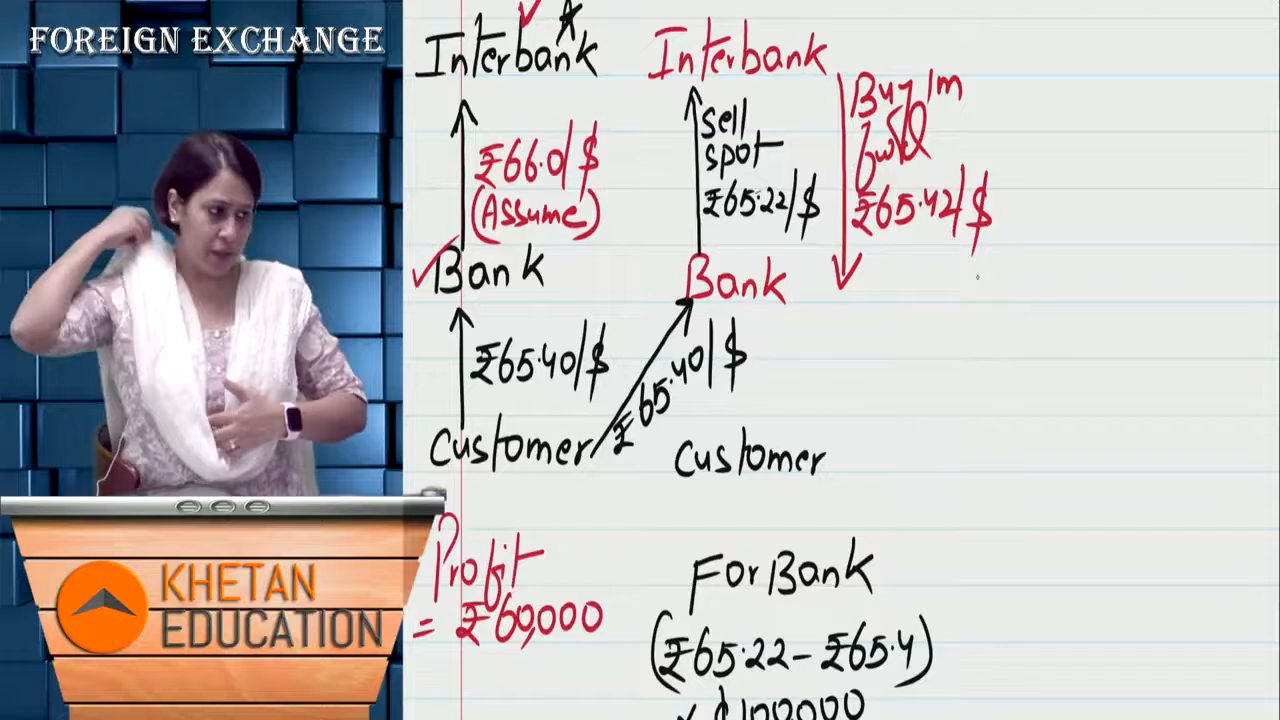 FOREIGN EXCHANGE
Interbank
₹66.0/$
(Assume)
Bank
₹65.40/$
Customer
Profit
= ₹60,000
Interbank
sell
spot
₹65.22/$
Buy 1m
fwd
₹65.42/$
Bank
₹65.40/$
Customer
For Bank
(₹65.22 - ₹65.4)
× $100000
KHETAN
EDUCATION